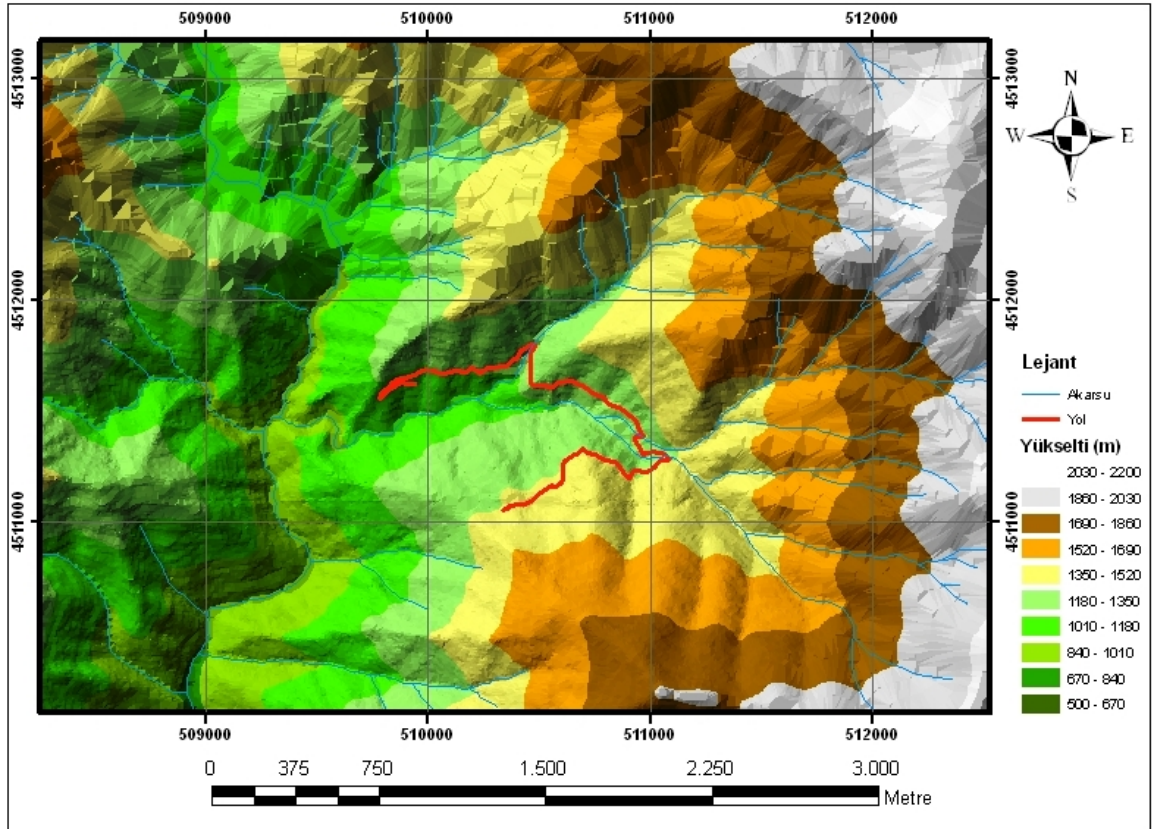 509000 510000 511000 512000
4513000 4513000
4512000 4512000
4511000 4511000
N
W E
S
Lejant
Akarsu
Yol
Yükselti (m)
2030 - 2200
1860 - 2030
1690 - 1860
1520 - 1690
1350 - 1520
1180 - 1350
1010 - 1180
840 - 1010
670 - 840
500 - 670
509000 510000 511000 512000
0 375 750 1.500 2.250 3.000
Metre